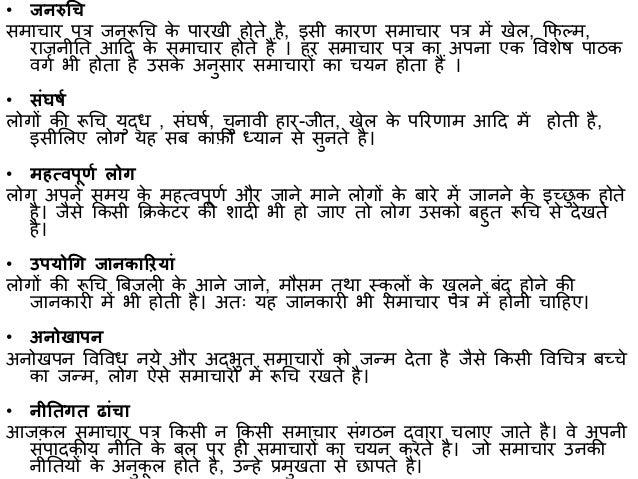 • जनरुचि
समाचार पत्र जनरूचि के पारखी होते है, इसी कारण समाचार पत्र में खेल, फिल्म,
राजनीति आदि के समाचार होते हैं । हर समाचार पत्र का अपना एक विशेष पाठक
वर्ग भी होता है उसके अनुसार समाचारों का चयन होता हैं ।
• संघर्ष
लोगों की रूचि युद्ध , संघर्ष, चुनावी हार-जीत, खेल के परिणाम आदि में होती है,
इसीलिए लोग यह सब काफ़ी ध्यान से सुनते है।
• महत्वपूर्ण लोग
लोग अपने समय के महत्वपूर्ण और जाने माने लोगों के बारे में जानने के इच्छुक होते
है। जैसे किसी क्रिकेटर की शादी भी हो जाए तो लोग उसको बहुत रूचि से देखते
है।
• उपयोगि जानकारि़यां
लोगों की रूचि बिजली के आने जाने, मौसम तथा स्कूलों के खुलने बंद होने की
जानकारी में भी होती है। अतः यह जानकारी भी समाचार पत्र में होनी चाहिए।
• अनोखापन
अनोखपन विविध नये और अद्भुत समाचारों को जन्म देता है जैसे किसी विचित्र बच्चे
का जन्म, लोग ऐसे समाचारों में रूचि रखते है।
• नीतिगत ढांचा
आजकल समाचार पत्र किसी न किसी समाचार संगठन द्वारा चलाए जाते है। वे अपनी
संपादकीय नीति के बल पर ही समाचारों का चयन करते है। जो समाचार उनकी
नीतियों के अनुकूल होते है, उन्हे प्रमुखता से छापते है।